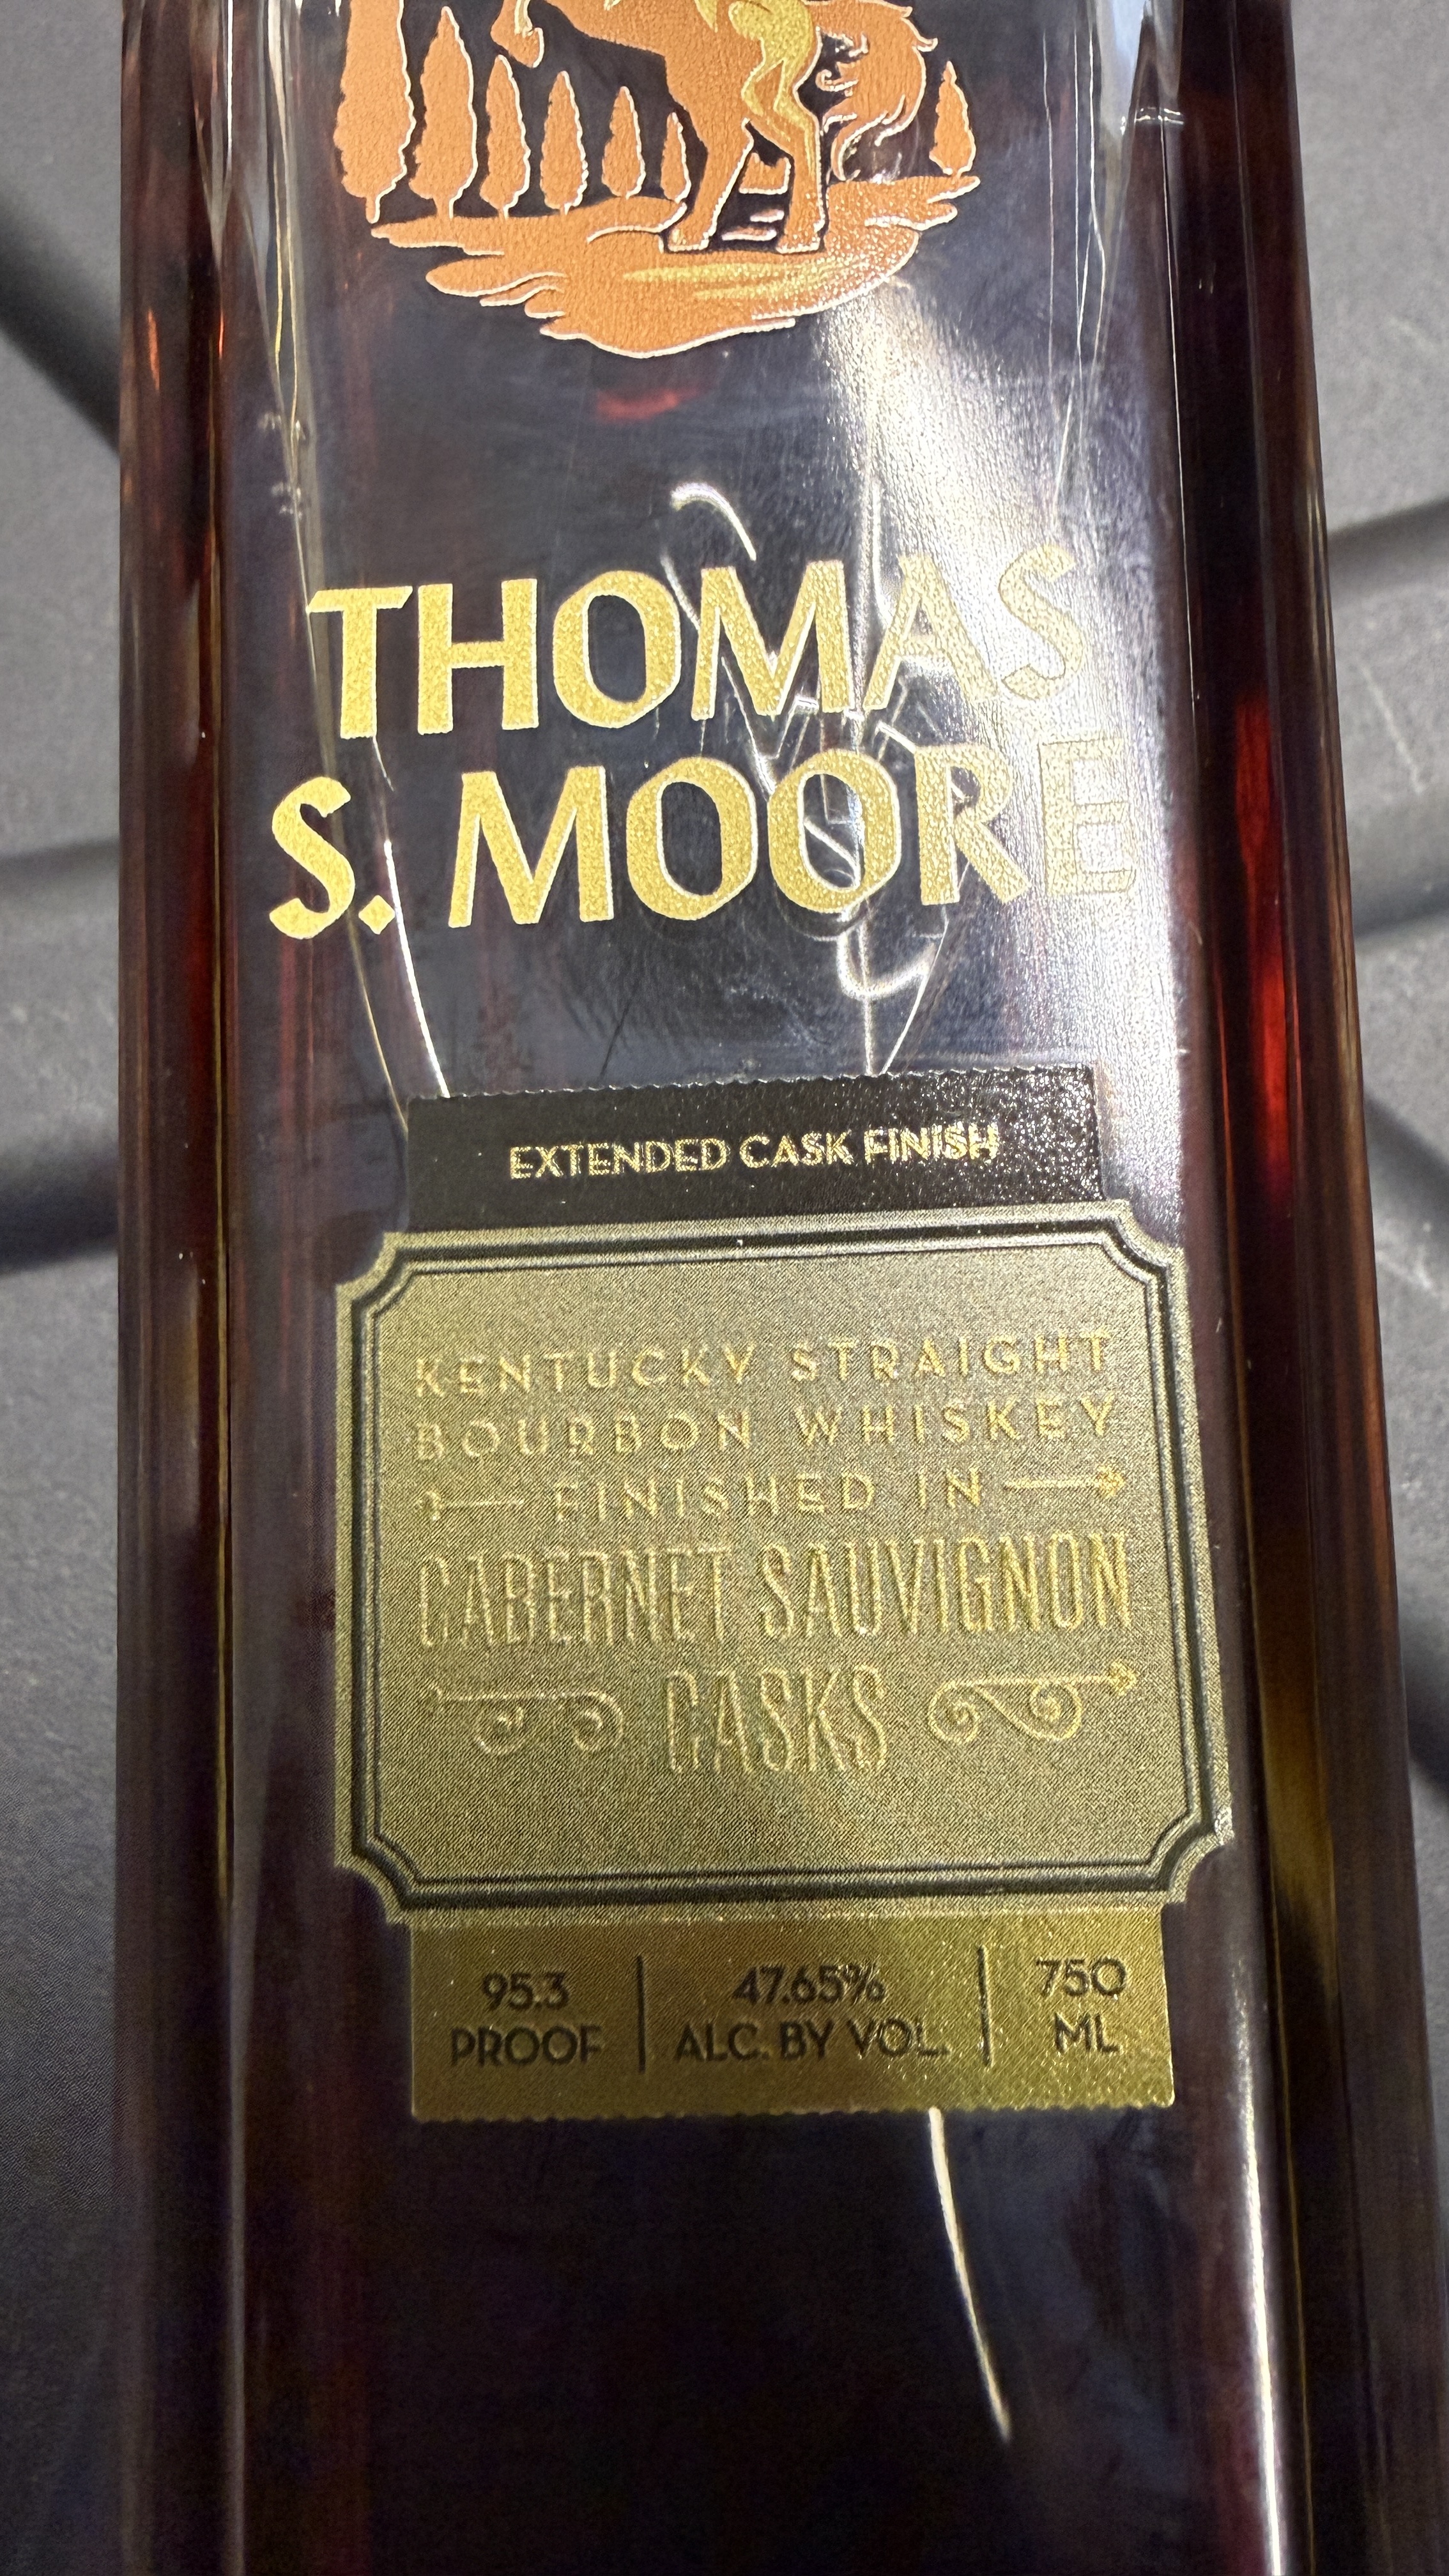 THOMAS
S. MOORE
EXTENDED CASK FINISH
KENTUCKY STRAIGHT
BOURBON WHISKEY
FINISHED IN
CABERNET SAUVIGNON
CASKS
95.3 PROOF
47.65% ALC. BY VOL.
750 ML